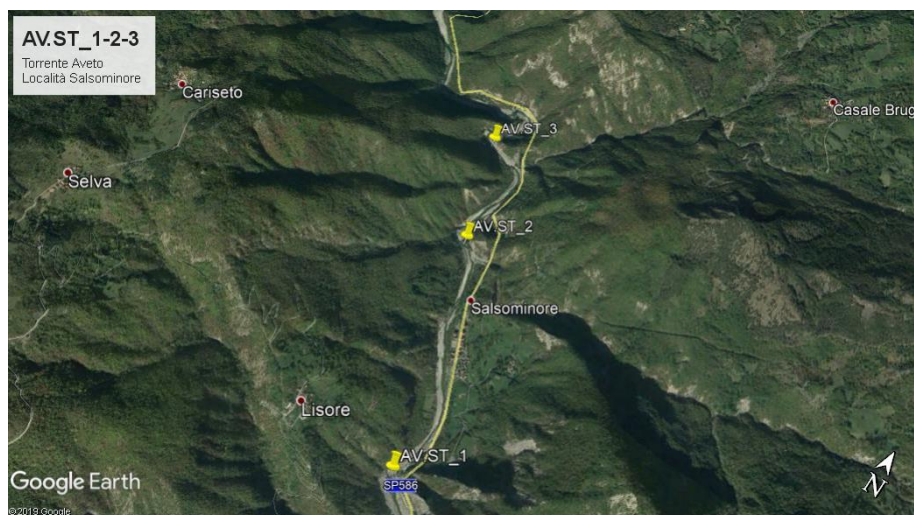 AV.ST_1-2-3
Torrente Aveto
Località Salsominore
Cariseto
Casale Brug
AV.ST_3
Selva
AV.ST_2
Salsominore
Lisore
AV.ST_1
SP586
Google Earth
N
©2019 Google